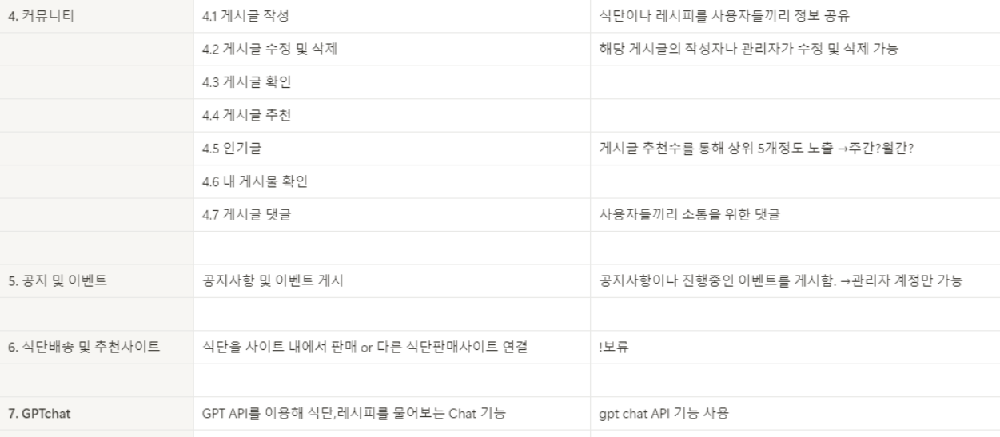 4. 커뮤니티 4.1 게시글 작성 식단이나 레시피를 사용자들끼리 정보 공유
4.2 게시글 수정 및 삭제 해당 게시글의 작성자나 관리자가 수정 및 삭제 가능
4.3 게시글 확인
4.4 게시글 추천
4.5 인기글 게시글 추천수를 통해 상위 5개정도 노출 →주간?월간?
4.6 내 게시물 확인
4.7 게시글 댓글 사용자들끼리 소통을 위한 댓글
5. 공지 및 이벤트 공지사항 및 이벤트 게시 공지사항이나 진행중인 이벤트를 게시함. →관리자 계정만 가능
6. 식단배송 및 추천사이트 식단을 사이트 내에서 판매 or 다른 식단판매사이트 연결 !보류
7. GPTchat GPT API를 이용해 식단,레시피를 물어보는 Chat 기능 gpt chat API 기능 사용